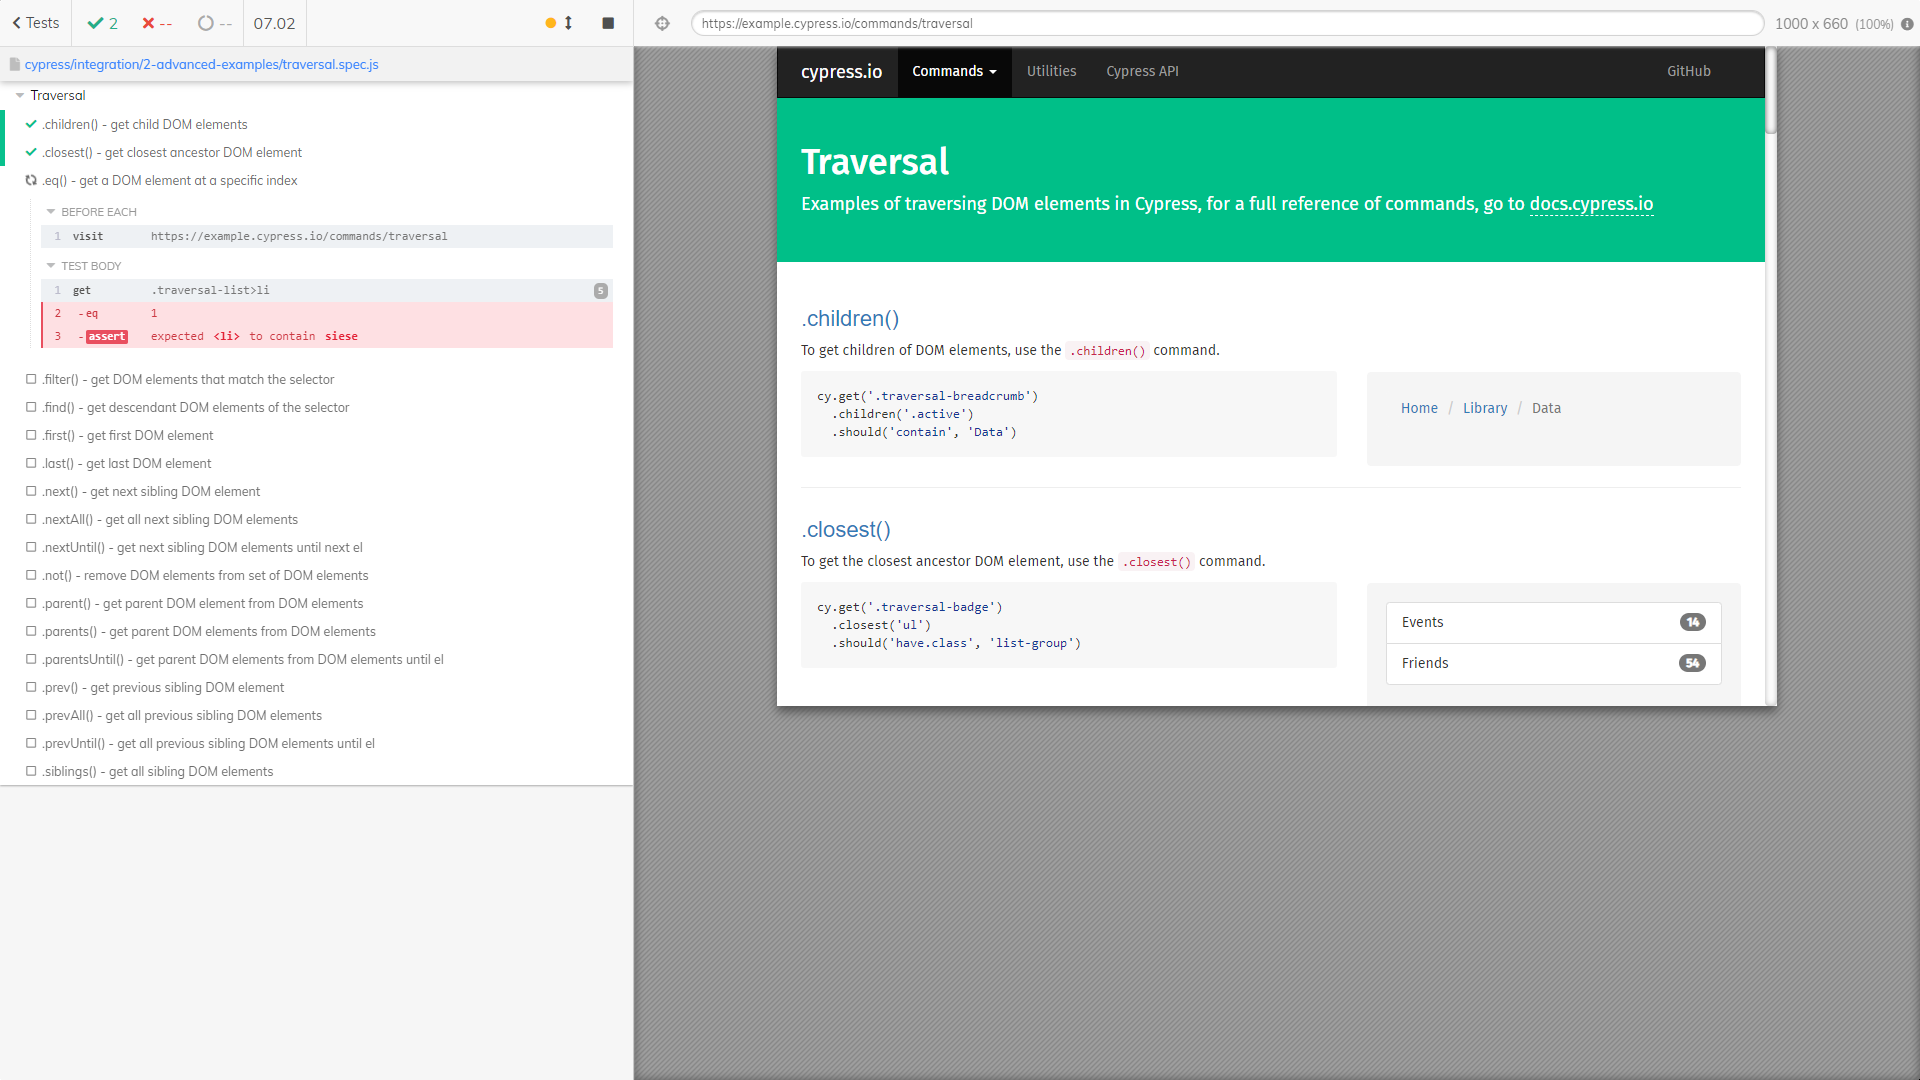 Tests
2
--
--
07.02
cypress/integration/2-advanced-examples/traversal.spec.js
Traversal
.children() - get child DOM elements
.closest() - get closest ancestor DOM element
.eq() - get a DOM element at a specific index
BEFORE EACH
1 visit https://example.cypress.io/commands/traversal
TEST BODY
1 get .traversal-list>li 5
2 -eq 1
3 -assert expected <li> to contain siese
.filter() - get DOM elements that match the selector
.find() - get descendant DOM elements of the selector
.first() - get first DOM element
.last() - get last DOM element
.next() - get next sibling DOM element
.nextAll() - get all next sibling DOM elements
.nextUntil() - get next sibling DOM elements until next el
.not() - remove DOM elements from set of DOM elements
.parent() - get parent DOM element from DOM elements
.parents() - get parent DOM elements from DOM elements
.parentsUntil() - get parent DOM elements from DOM elements until el
.prev() - get previous sibling DOM element
.prevAll() - get all previous sibling DOM elements
.prevUntil() - get all previous sibling DOM elements until el
.siblings() - get all sibling DOM elements
https://example.cypress.io/commands/traversal
1000 x 660 (100%)
cypress.io Commands Utilities Cypress API GitHub
Traversal
Examples of traversing DOM elements in Cypress, for a full reference of commands, go to docs.cypress.io
.children()
To get children of DOM elements, use the .children() command.
cy.get('.traversal-breadcrumb')
.children('.active')
.should('contain', 'Data')
Home / Library / Data
.closest()
To get the closest ancestor DOM element, use the .closest() command.
cy.get('.traversal-badge')
.closest('ul')
.should('have.class', 'list-group')
Events 14
Friends 54